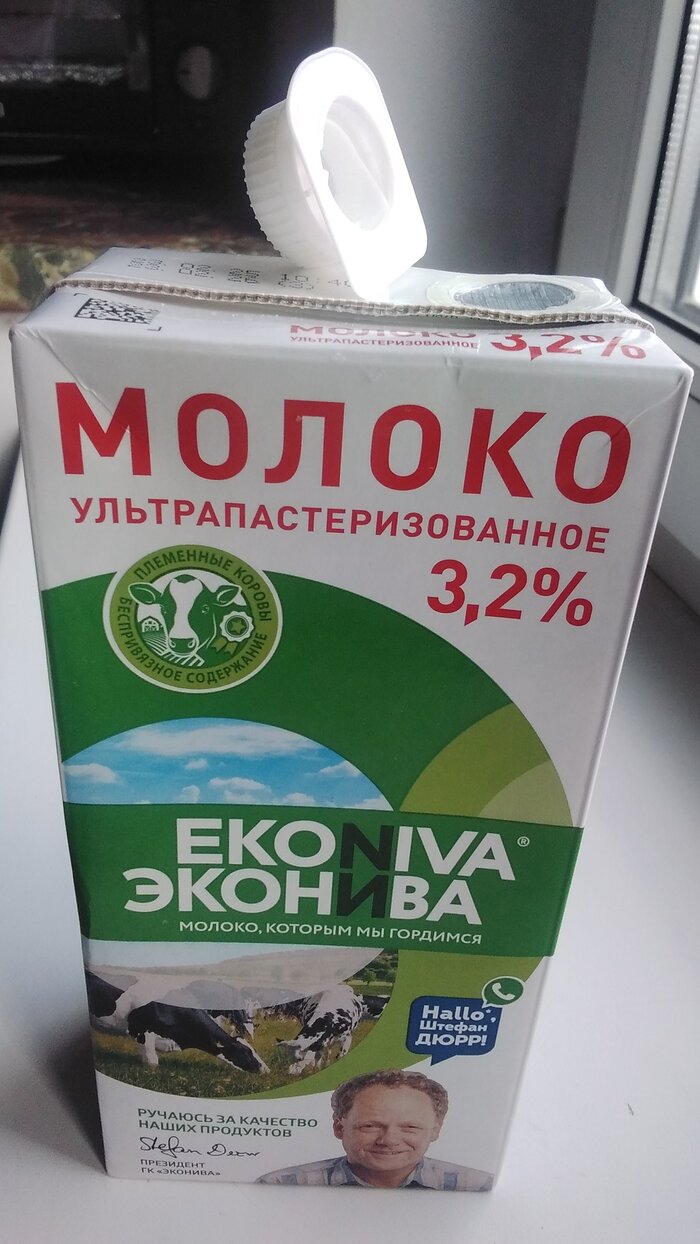 МОЛОКО
УЛЬТРАПАСТЕРИЗОВАННОЕ
3,2%
МОЛОКО
УЛЬТРАПАСТЕРИЗОВАННОЕ
3,2%
ПЛЕМЕННЫЕ КОРОВЫ
БЕСПРИВЯЗНОЕ СОДЕРЖАНИЕ
EKONIVA®
ЭКОНИВА
МОЛОКО, КОТОРЫМ МЫ ГОРДИМСЯ
Hallo*,
Штефан
ДЮРР!
РУЧАЮСЬ ЗА КАЧЕСТВО
НАШИХ ПРОДУКТОВ
ПРЕЗИДЕНТ
ГК «ЭКОНИВА»